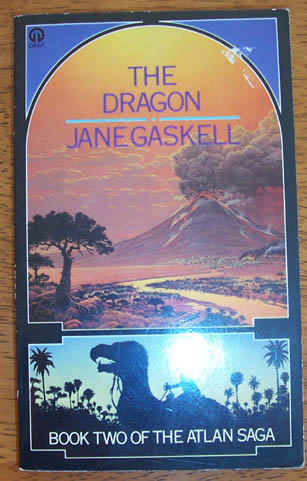 ORBIT
THE
DRAGON
JANE GASKELL
BOOK TWO OF THE ATLAN SAGA